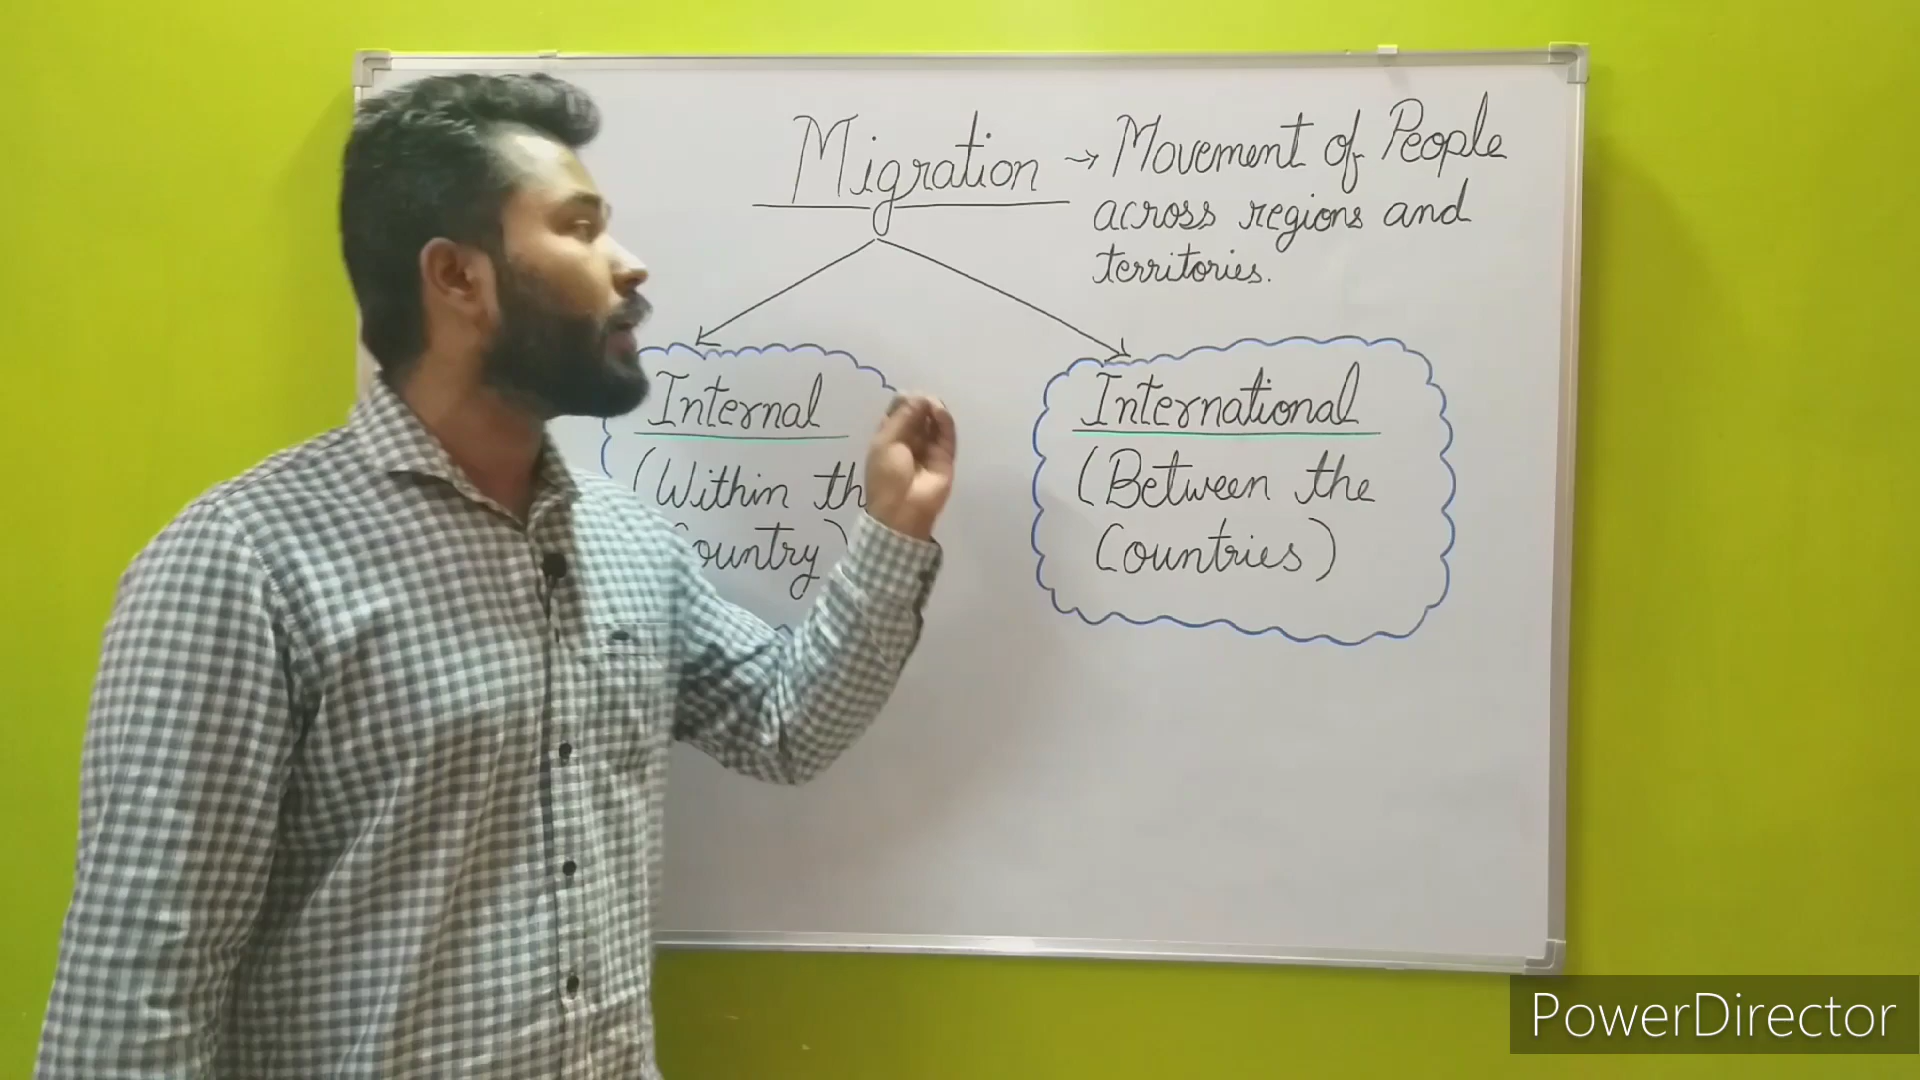 Migration → Movement of People
across regions and
territories.
Internal
(Within th
ountry)
International
(Between the
Countries)
PowerDirector